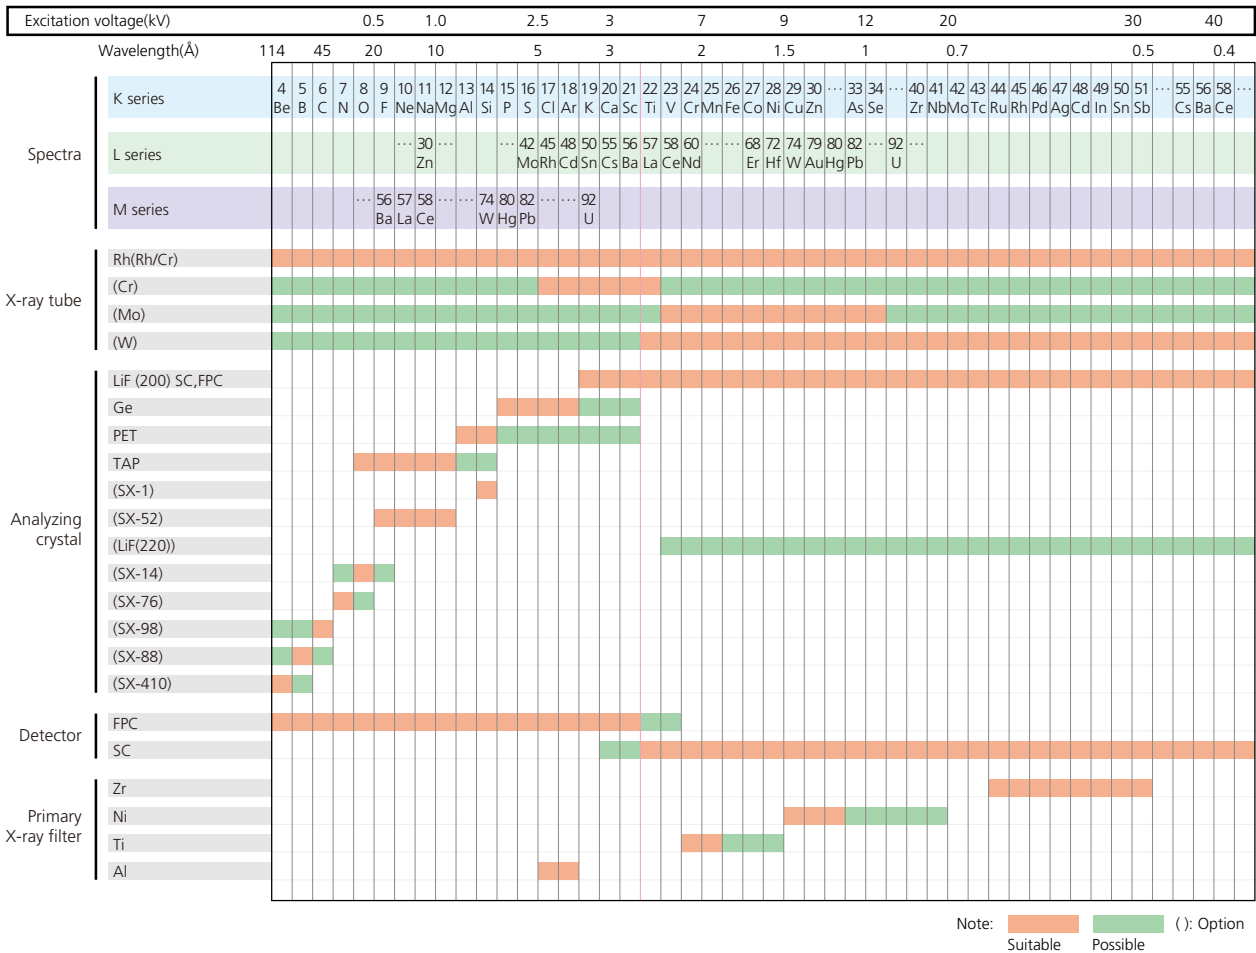 Excitation voltage(kV) 0.5 1.0 2.5 3 7 9 12 20 30 40
Wavelength(Å) 114 45 20 10 5 3 2 1.5 1 0.7 0.5 0.4
Spectra
K series
4 5 6 7 8 9 10 11 12 13 14 15 16 17 18 19 20 21 22 23 24 25 26 27 28 29 30 ··· 33 34 ··· 40 41 42 43 44 45 46 47 48 49 50 51 ··· 55 56 58 ···
Be B C N O F Ne Na Mg Al Si P S Cl Ar K Ca Sc Ti V Cr Mn Fe Co Ni Cu Zn As Se Zr Nb Mo Tc Ru Rh Pd Ag Cd In Sn Sb Cs Ba Ce
L series
··· 30 ··· ··· 42 45 48 50 55 56 57 58 60 ··· ··· 68 72 74 79 80 82 ··· 92 ···
Zn Mo Rh Cd Sn Cs Ba La Ce Nd Er Hf W Au Hg Pb U
M series
··· 56 57 58 ··· ··· 74 80 82 ··· ··· 92
Ba La Ce W Hg Pb U
X-ray tube
Rh(Rh/Cr)
(Cr)
(Mo)
(W)
Analyzing
crystal
LiF (200) SC,FPC
Ge
PET
TAP
(SX-1)
(SX-52)
(LiF(220))
(SX-14)
(SX-76)
(SX-98)
(SX-88)
(SX-410)
Detector
FPC
SC
Primary
X-ray filter
Zr
Ni
Ti
Al
Note: ( ): Option
Suitable Possible